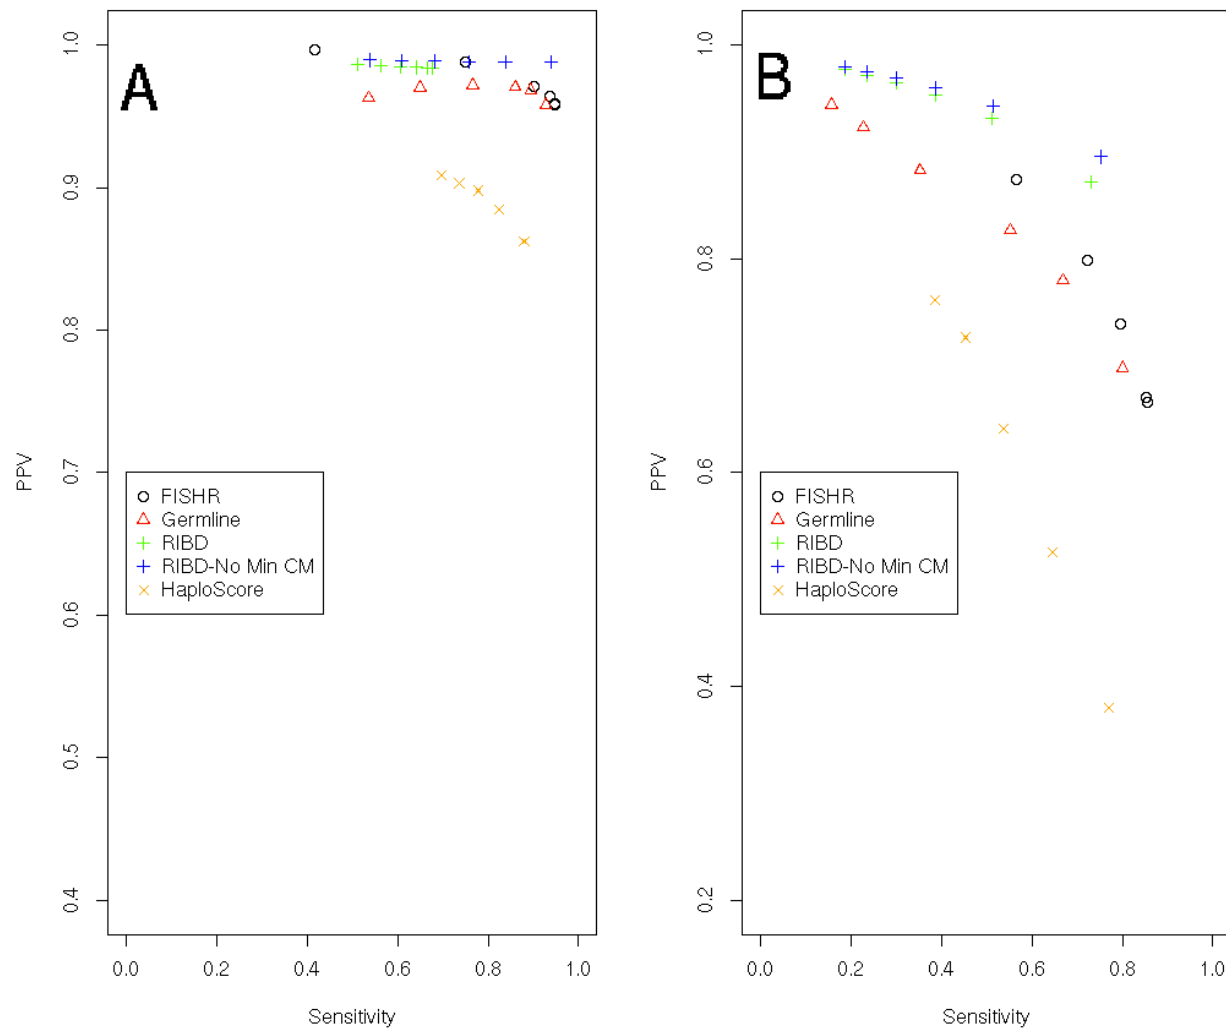 A
1.0
0.9
0.8
0.7
0.6
0.5
0.4
PPV
FISHR
Germline
RIBD
RIBD-No Min CM
HaploScore
0.0 0.2 0.4 0.6 0.8 1.0
Sensitivity
B
1.0
0.8
0.6
0.4
0.2
PPV
FISHR
Germline
RIBD
RIBD-No Min CM
HaploScore
0.0 0.2 0.4 0.6 0.8 1.0
Sensitivity